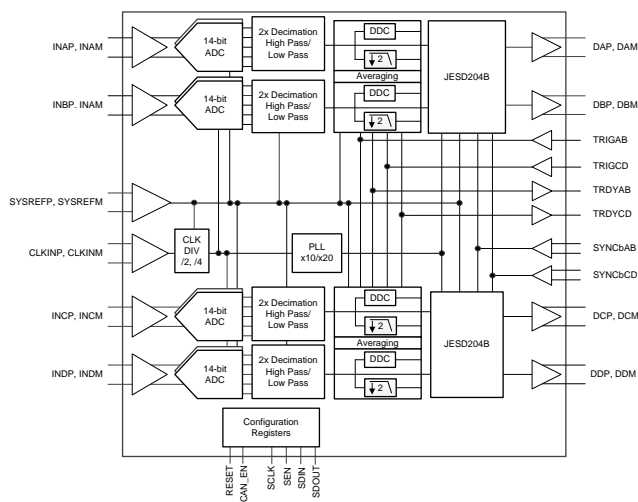 INAP, INAM
14-bit
ADC
2x Decimation
High Pass/
Low Pass
DDC
2
Averaging
JESD204B
DAP, DAM
INBP. INAM
14-bit
ADC
2x Decimation
High Pass/
Low Pass
DDC
2
DBP, DBM
TRIGAB
TRIGCD
TRDYAB
TRDYCD
SYSREFP, SYSREFM
CLKINP, CLKINM
CLK
DIV
/2, /4
PLL
x10/x20
SYNCbAB
SYNCbCD
INCP, INCM
14-bit
ADC
2x Decimation
High Pass/
Low Pass
DDC
2
Averaging
JESD204B
DCP, DCM
INDP, INDM
14-bit
ADC
2x Decimation
High Pass/
Low Pass
DDC
2
DDP, DDM
Configuration
Registers
RESET
CAN_EN
SCLK
SEN
SDIN
SDOUT